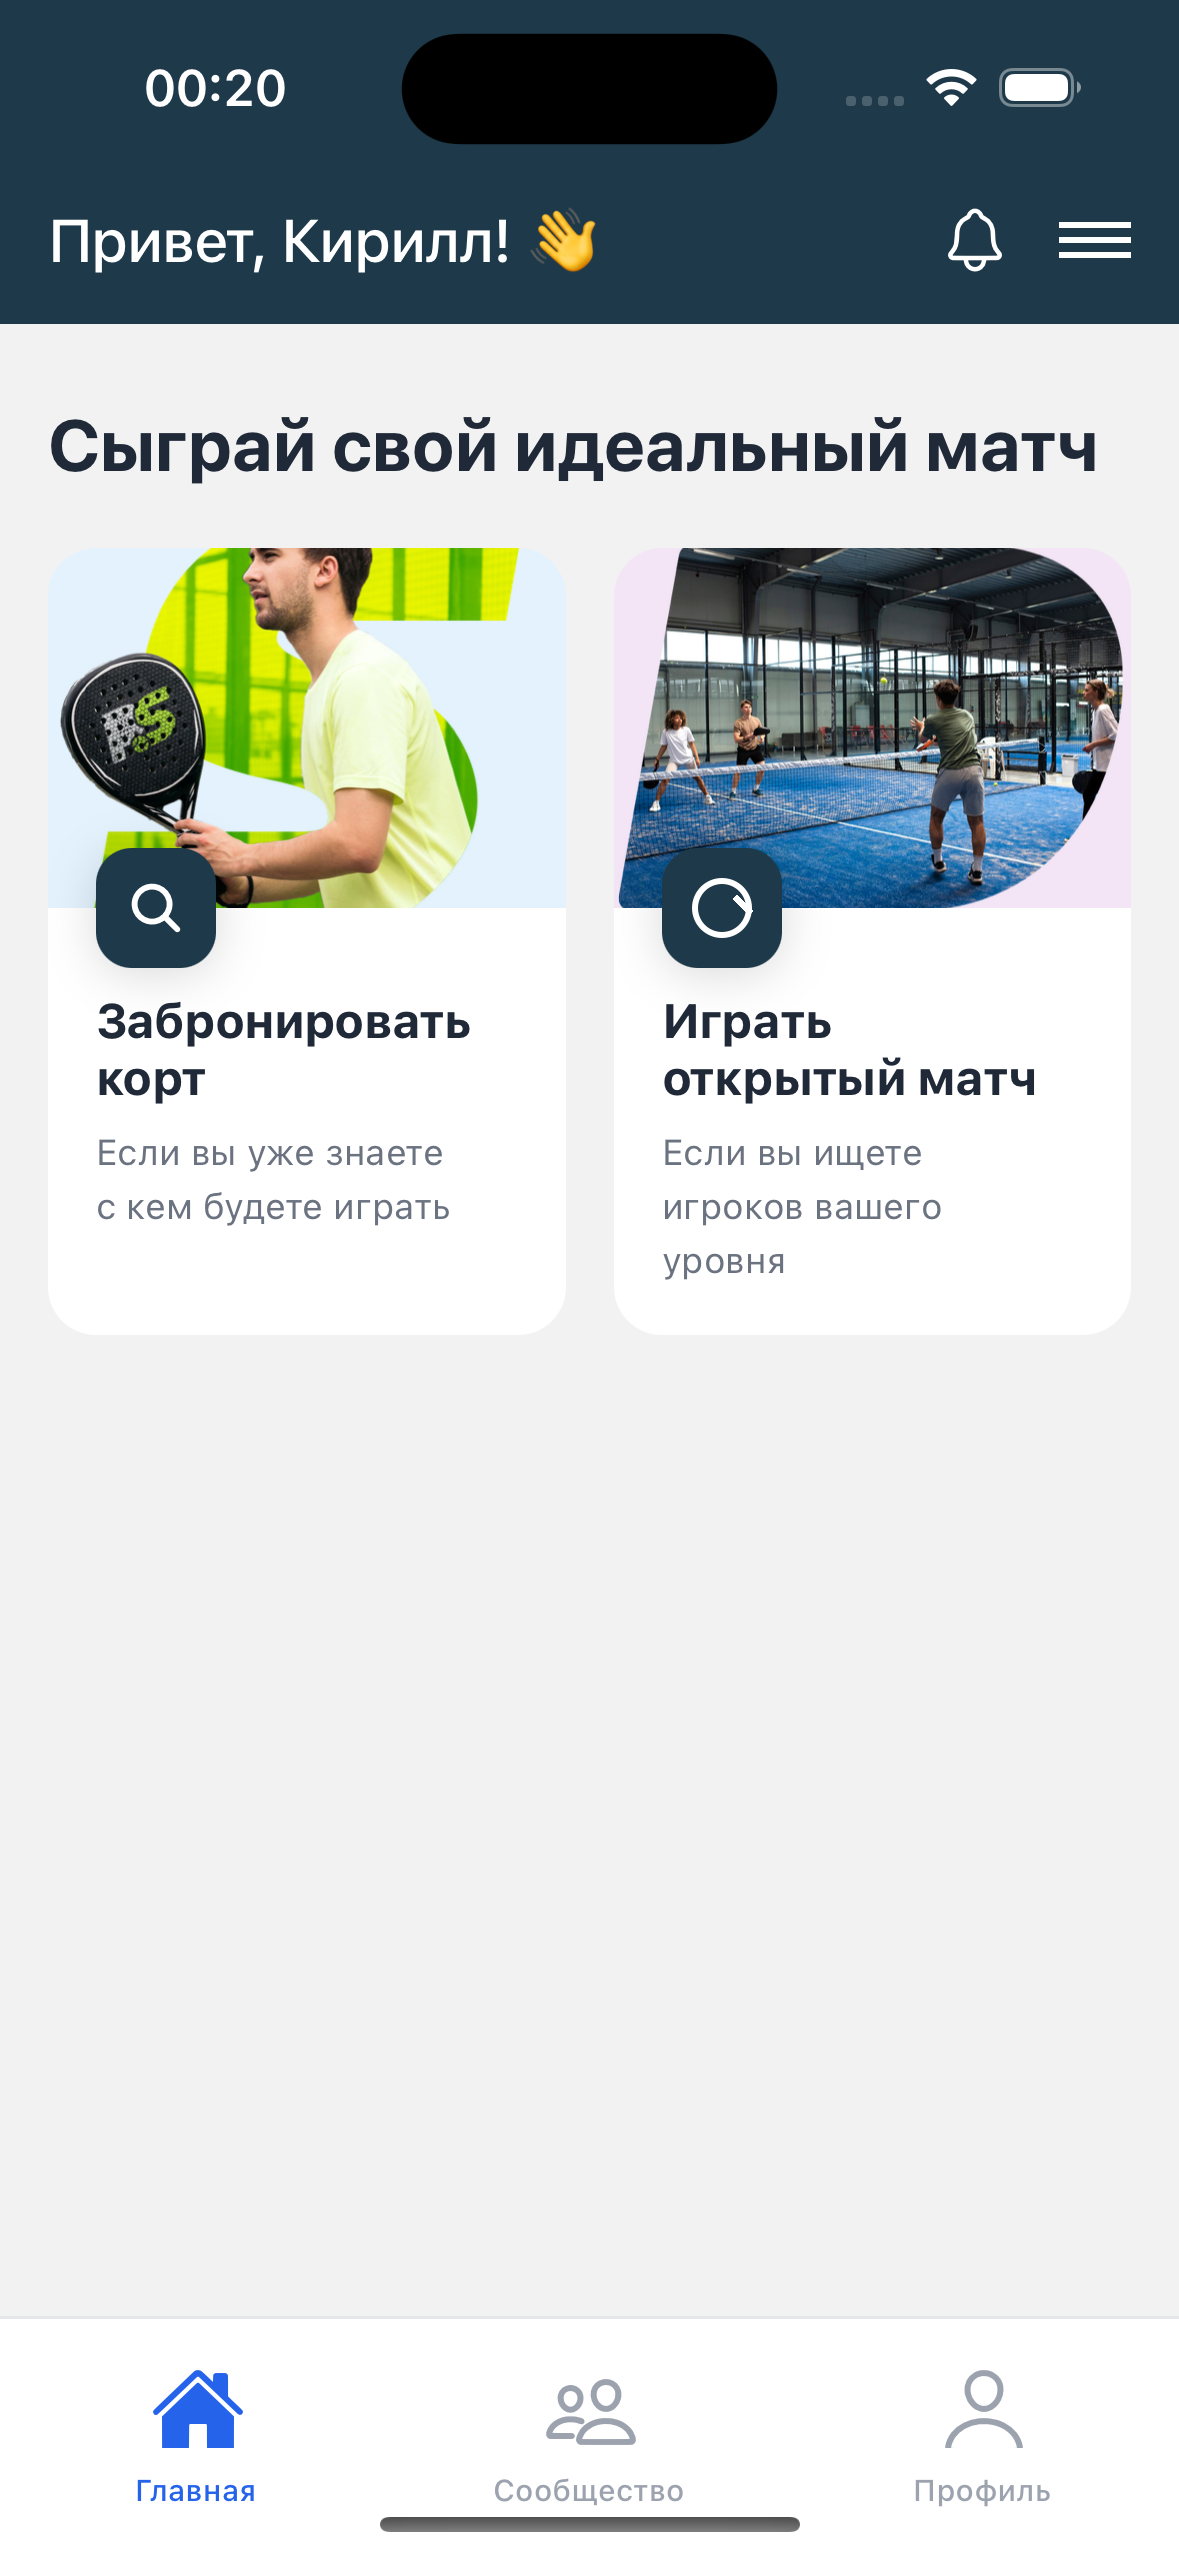 00:20
Привет, Кирилл! 👋
Сыграй свой идеальный матч
PS
Забронировать
корт
Если вы уже знаете
с кем будете играть
Играть
открытый матч
Если вы ищете
игроков вашего
уровня
Главная
Сообщество
Профиль